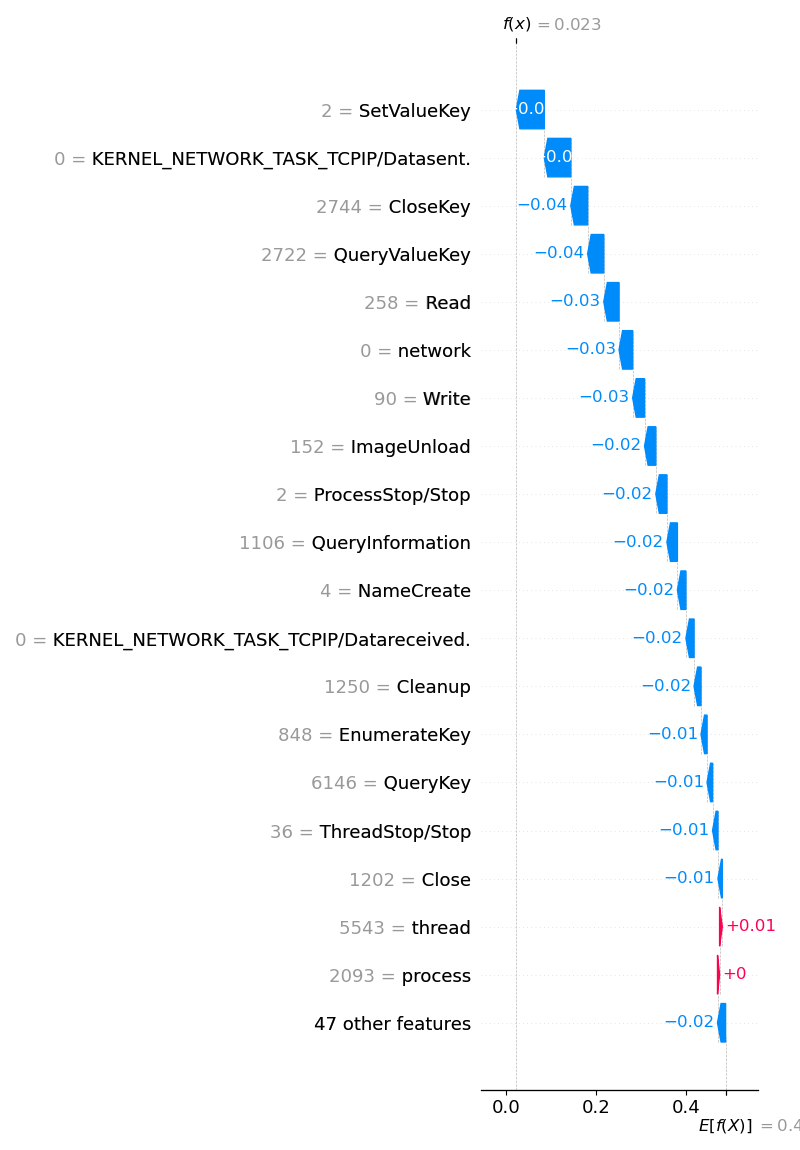 f(x) = 0.023
2 = SetValueKey
0.0
0 = KERNEL_NETWORK_TASK_TCPIP/Datasent.
0.0
2744 = CloseKey
−0.04
2722 = QueryValueKey
−0.04
258 = Read
−0.03
0 = network
−0.03
90 = Write
−0.03
152 = ImageUnload
−0.02
2 = ProcessStop/Stop
−0.02
1106 = QueryInformation
−0.02
4 = NameCreate
−0.02
0 = KERNEL_NETWORK_TASK_TCPIP/Datareceived.
−0.02
1250 = Cleanup
−0.02
848 = EnumerateKey
−0.01
6146 = QueryKey
−0.01
36 = ThreadStop/Stop
−0.01
1202 = Close
−0.01
5543 = thread
+0.01
2093 = process
+0
47 other features
−0.02
0.0 0.2 0.4
E[f(X)] = 0.4